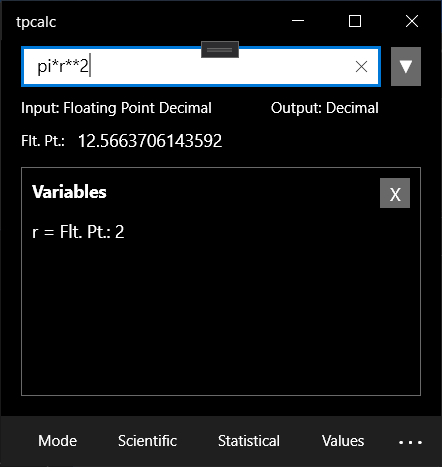 tpcalc
pi*r**2
Input: Floating Point Decimal Output: Decimal
Flt. Pt.: 12.5663706143592
Variables X
r = Flt. Pt.: 2
Mode Scientific Statistical Values ...